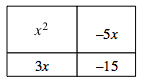 x² –5x
3x –15